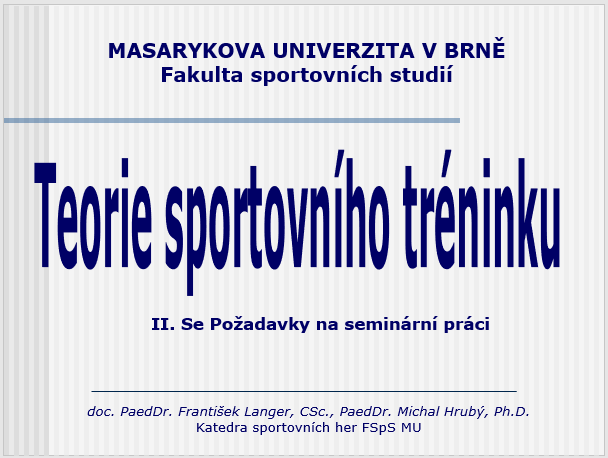 MASARYKOVA UNIVERZITA V BRNĚ
Fakulta sportovních studií
Teorie sportovního tréninku
II. Se Požadavky na seminární práci
doc. PaedDr. František Langer, CSc., PaedDr. Michal Hrubý, Ph.D.
Katedra sportovních her FSpS MU